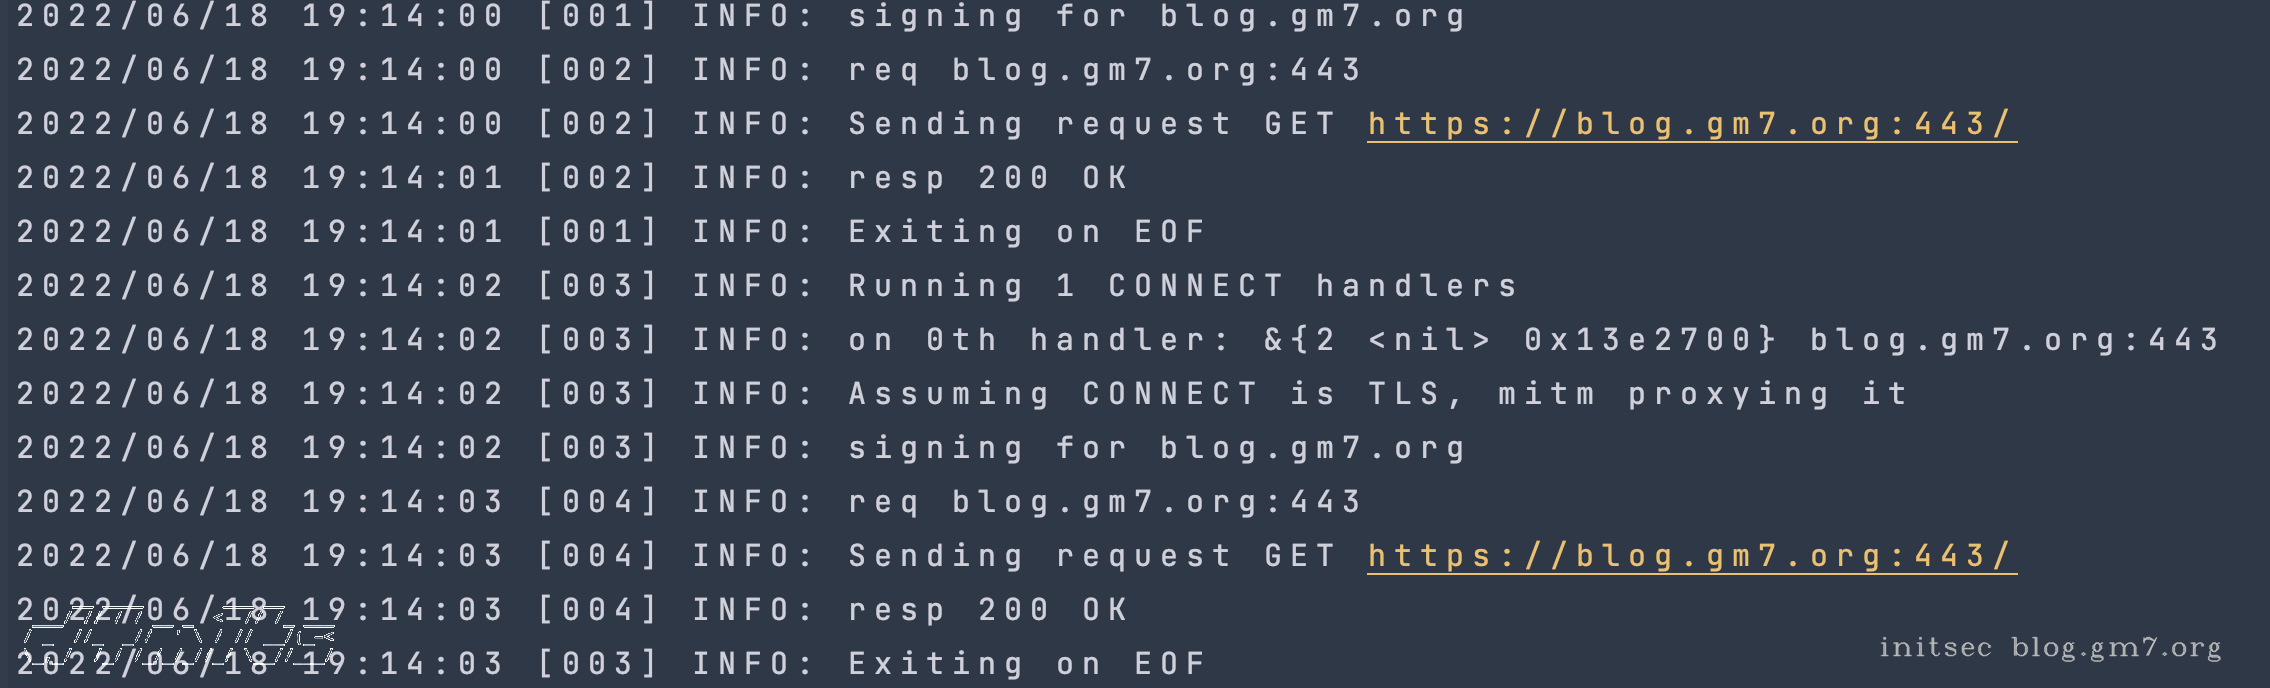 2022/06/18 19:14:00 [001] INFO: signing for blog.gm7.org
2022/06/18 19:14:00 [002] INFO: req blog.gm7.org:443
2022/06/18 19:14:00 [002] INFO: Sending request GET https://blog.gm7.org:443/
2022/06/18 19:14:01 [002] INFO: resp 200 OK
2022/06/18 19:14:01 [001] INFO: Exiting on EOF
2022/06/18 19:14:02 [003] INFO: Running 1 CONNECT handlers
2022/06/18 19:14:02 [003] INFO: on 0th handler: &{2 <nil> 0x13e2700} blog.gm7.org:443
2022/06/18 19:14:02 [003] INFO: Assuming CONNECT is TLS, mitm proxying it
2022/06/18 19:14:02 [003] INFO: signing for blog.gm7.org
2022/06/18 19:14:03 [004] INFO: req blog.gm7.org:443
2022/06/18 19:14:03 [004] INFO: Sending request GET https://blog.gm7.org:443/
2022/06/18 19:14:03 [004] INFO: resp 200 OK
initsec blog.gm7.org
2022/06/18 19:14:03 [003] INFO: Exiting on EOF